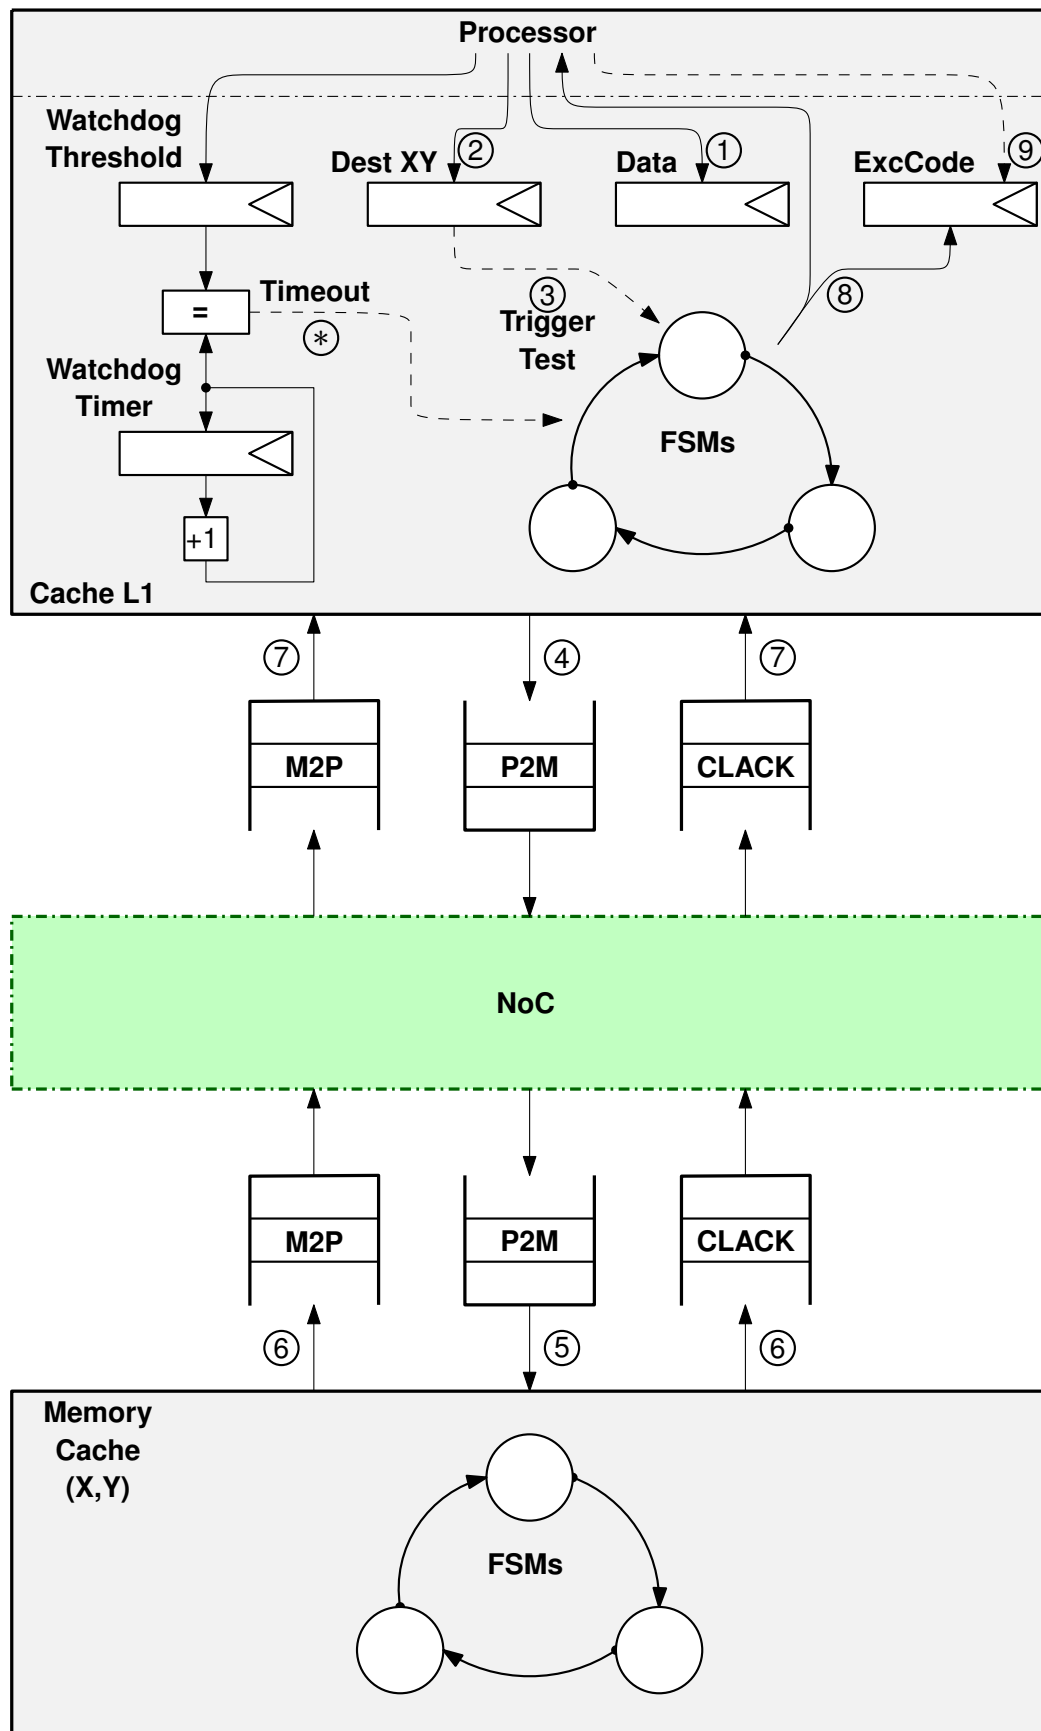 Processor
Watchdog
Threshold
Dest XY
②
Data
①
ExcCode
⑨
=
Timeout
∗
③
Trigger
Test
⑧
Watchdog
Timer
FSMs
+1
Cache L1
⑦
④
⑦
M2P
P2M
CLACK
NoC
M2P
P2M
CLACK
⑥
⑤
⑥
Memory
Cache
(X,Y)
FSMs